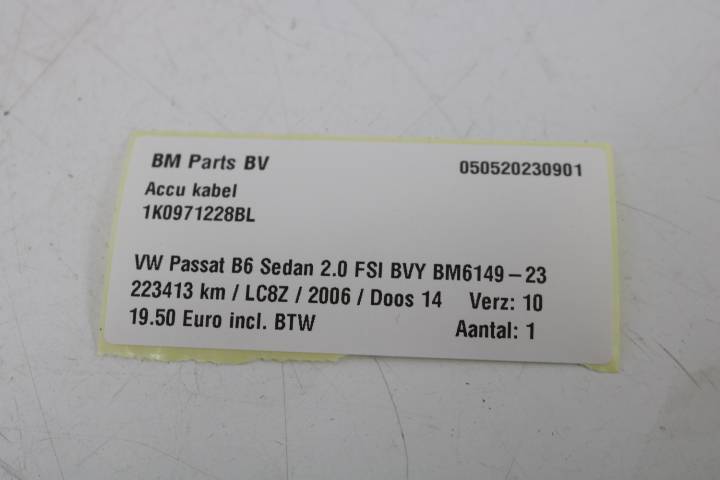 BM Parts BV 050520230901
Accu kabel
1K0971228BL
VW Passat B6 Sedan 2.0 FSI BVY BM6149-23
223413 km / LC8Z / 2006 / Doos 14 Verz: 10
19.50 Euro incl. BTW Aantal: 1